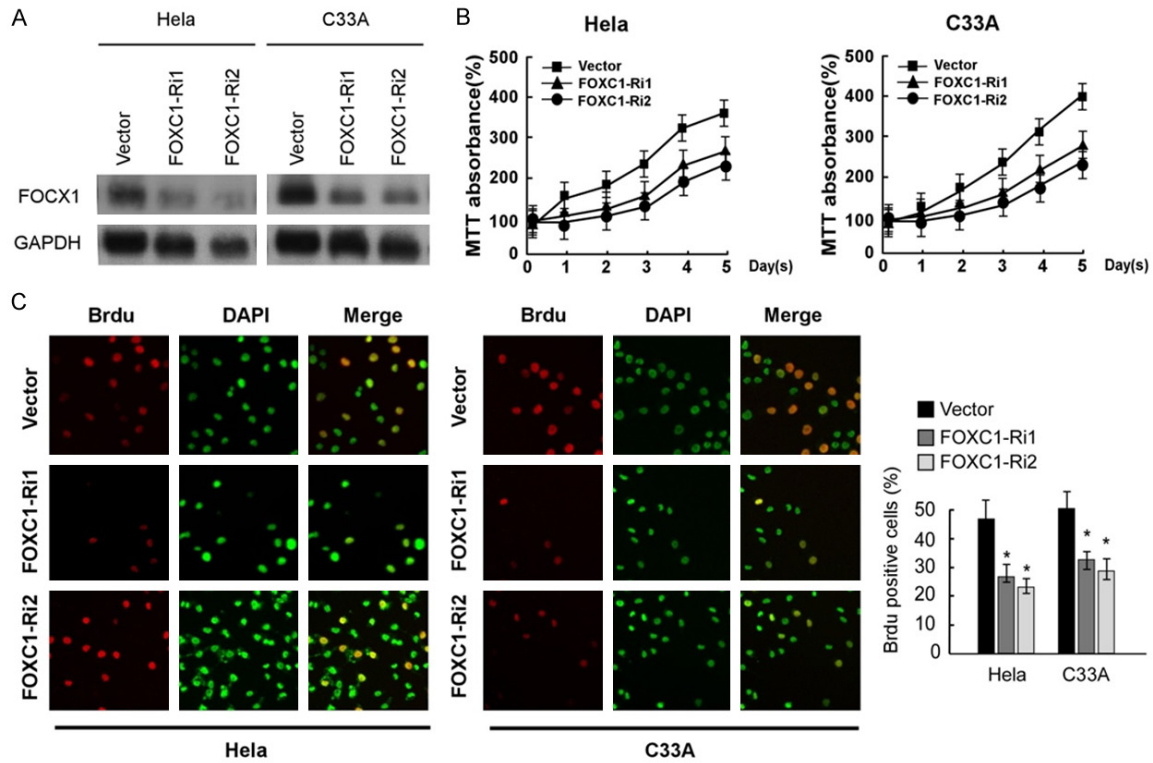 A
Hela
C33A
Vector
FOXC1-Ri1
FOXC1-Ri2
Vector
FOXC1-Ri1
FOXC1-Ri2
FOCX1
GAPDH
B
Hela
MTT absorbance(%)
500
400
300
200
100
0
Vector
FOXC1-Ri1
FOXC1-Ri2
0 1 2 3 4 5 Day(s)
C33A
MTT absorbance(%)
500
400
300
200
100
0
Vector
FOXC1-Ri1
FOXC1-Ri2
0 1 2 3 4 5 Day(s)
C
Brdu DAPI Merge
Vector
FOXC1-Ri1
FOXC1-Ri2
Hela
Brdu DAPI Merge
Vector
FOXC1-Ri1
FOXC1-Ri2
C33A
Vector
FOXC1-Ri1
FOXC1-Ri2
Brdu positive cells (%)
50
40
30
20
10
0
* * * *
Hela C33A